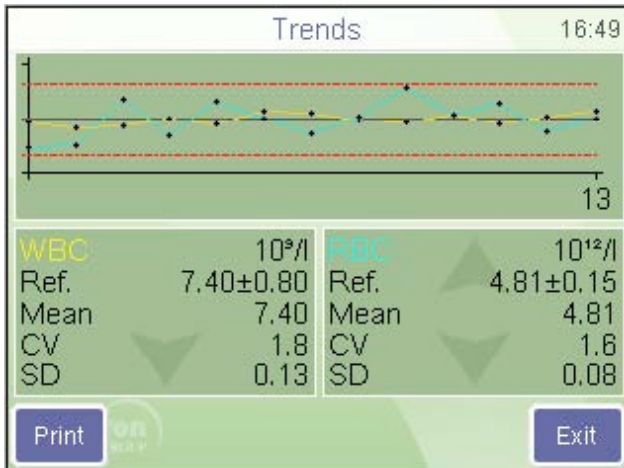 Trends 16:49
13
WBC 10⁹/l
Ref. 7.40±0.80
Mean 7.40
CV 1.8
SD 0.13
RBC 10¹²/l
Ref. 4.81±0.15
Mean 4.81
CV 1.6
SD 0.08
Print
Exit